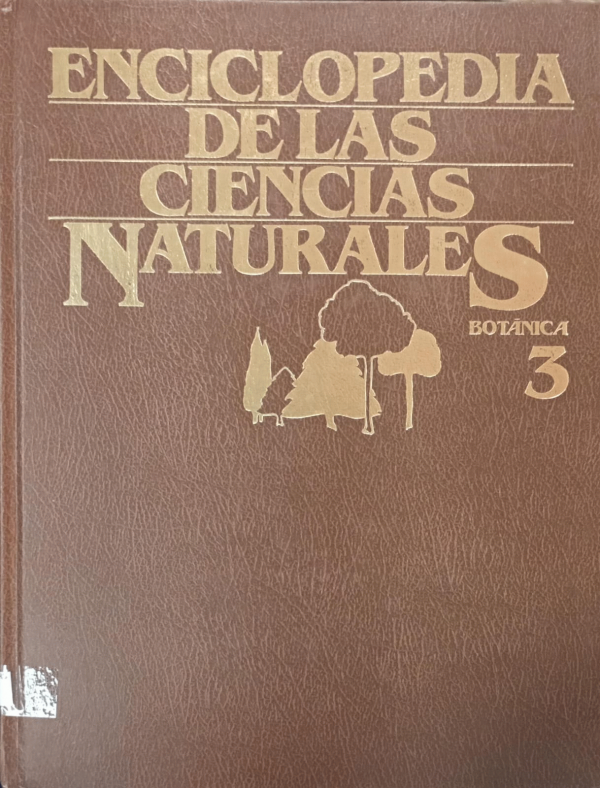 ENCICLOPEDIA
DE LAS
CIENCIAS
NATURALES
BOTÁNICA
3